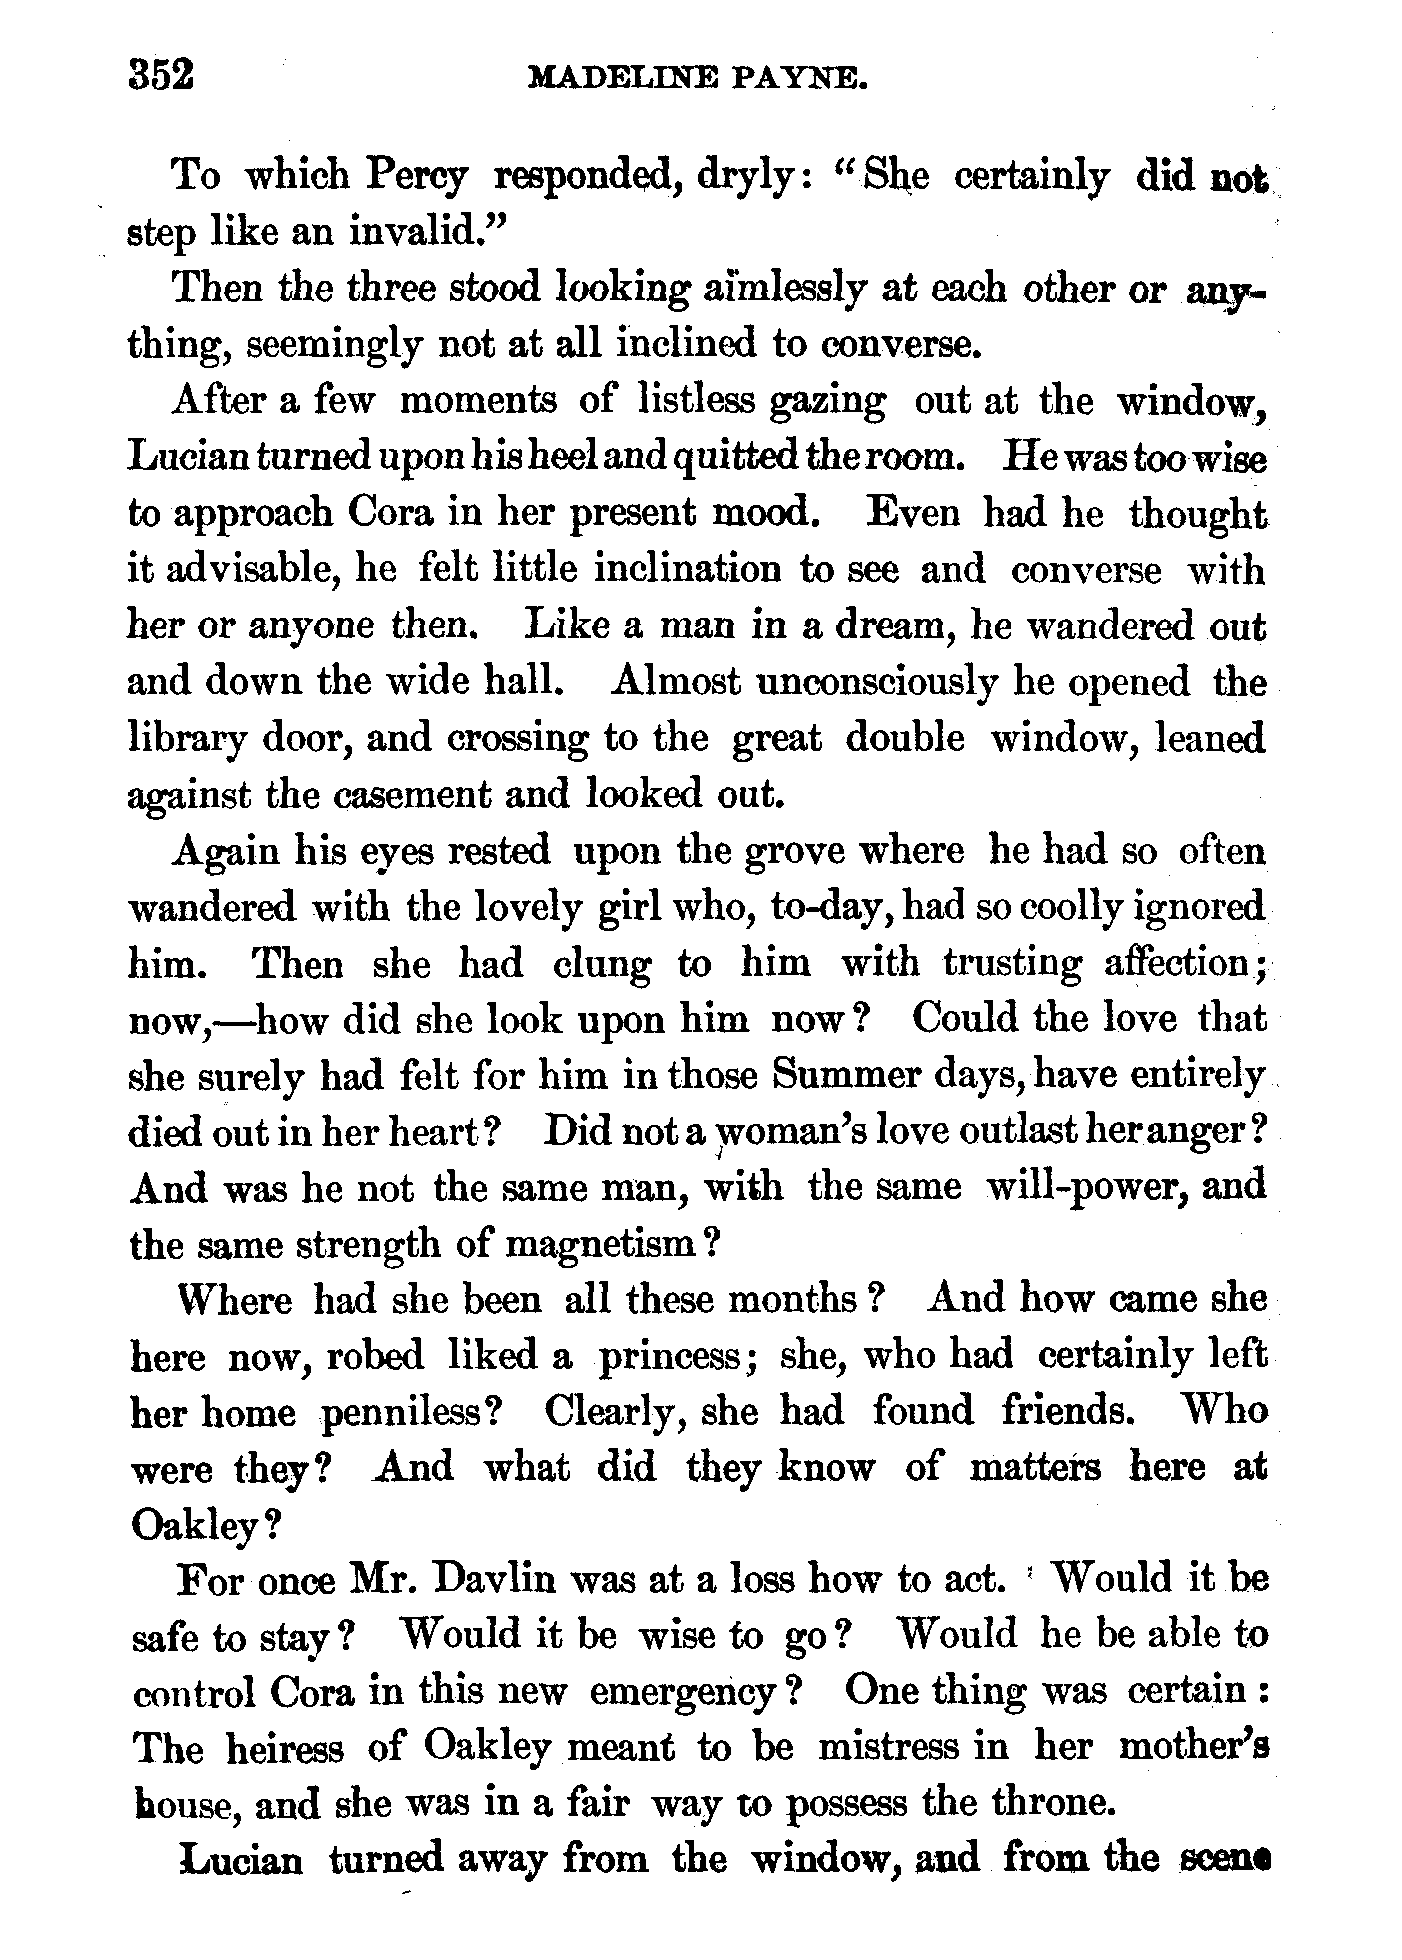 352 MADELINE PAYNE.
To which Percy responded, dryly: "She certainly did not
step like an invalid."
Then the three stood looking aimlessly at each other or any-
thing, seemingly not at all inclined to converse.
After a few moments of listless gazing out at the window,
Lucian turned upon his heel and quitted the room. He was too wise
to approach Cora in her present mood. Even had he thought
it advisable, he felt little inclination to see and converse with
her or anyone then. Like a man in a dream, he wandered out
and down the wide hall. Almost unconsciously he opened the
library door, and crossing to the great double window, leaned
against the casement and looked out.
Again his eyes rested upon the grove where he had so often
wandered with the lovely girl who, to-day, had so coolly ignored
him. Then she had clung to him with trusting affection;
now,—how did she look upon him now? Could the love that
she surely had felt for him in those Summer days, have entirely
died out in her heart? Did not a woman's love outlast her anger?
And was he not the same man, with the same will-power, and
the same strength of magnetism?
Where had she been all these months? And how came she
here now, robed liked a princess; she, who had certainly left
her home penniless? Clearly, she had found friends. Who
were they? And what did they know of matters here at
Oakley?
For once Mr. Davlin was at a loss how to act. Would it be
safe to stay? Would it be wise to go? Would he be able to
control Cora in this new emergency? One thing was certain:
The heiress of Oakley meant to be mistress in her mother's
house, and she was in a fair way to possess the throne.
Lucian turned away from the window, and from the scene